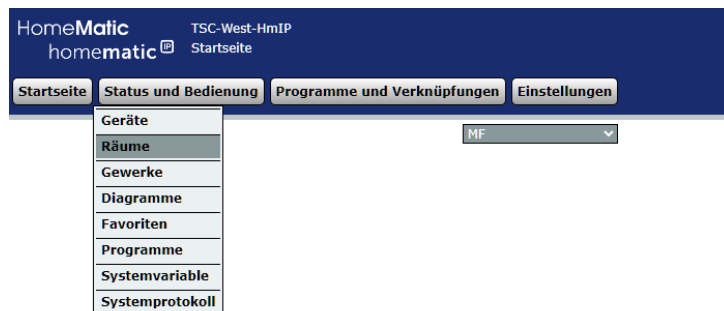 HomeMatic
TSC-West-HmIP
homematic IP
Startseite
Startseite Status und Bedienung Programme und Verknüpfungen Einstellungen
Geräte
MF
Räume
Gewerke
Diagramme
Favoriten
Programme
Systemvariable
Systemprotokoll